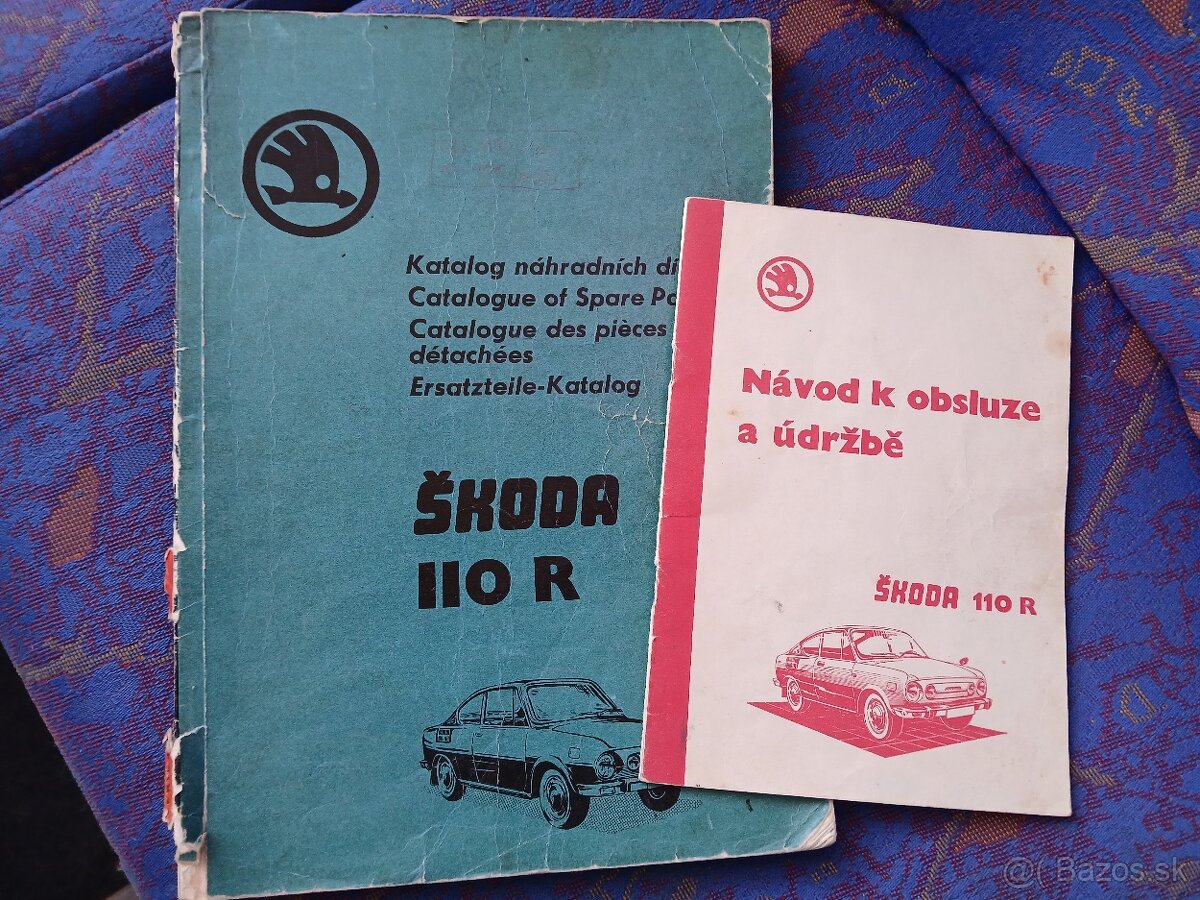 Katalog náhradních dí
Catalogue of Spare Pa
Catalogue des pièces
détachées
Ersatzteile-Katalog
ŠKODA
110 R
Návod k obsluze
a údržbě
ŠKODA 110 R
@( Bazos.sk